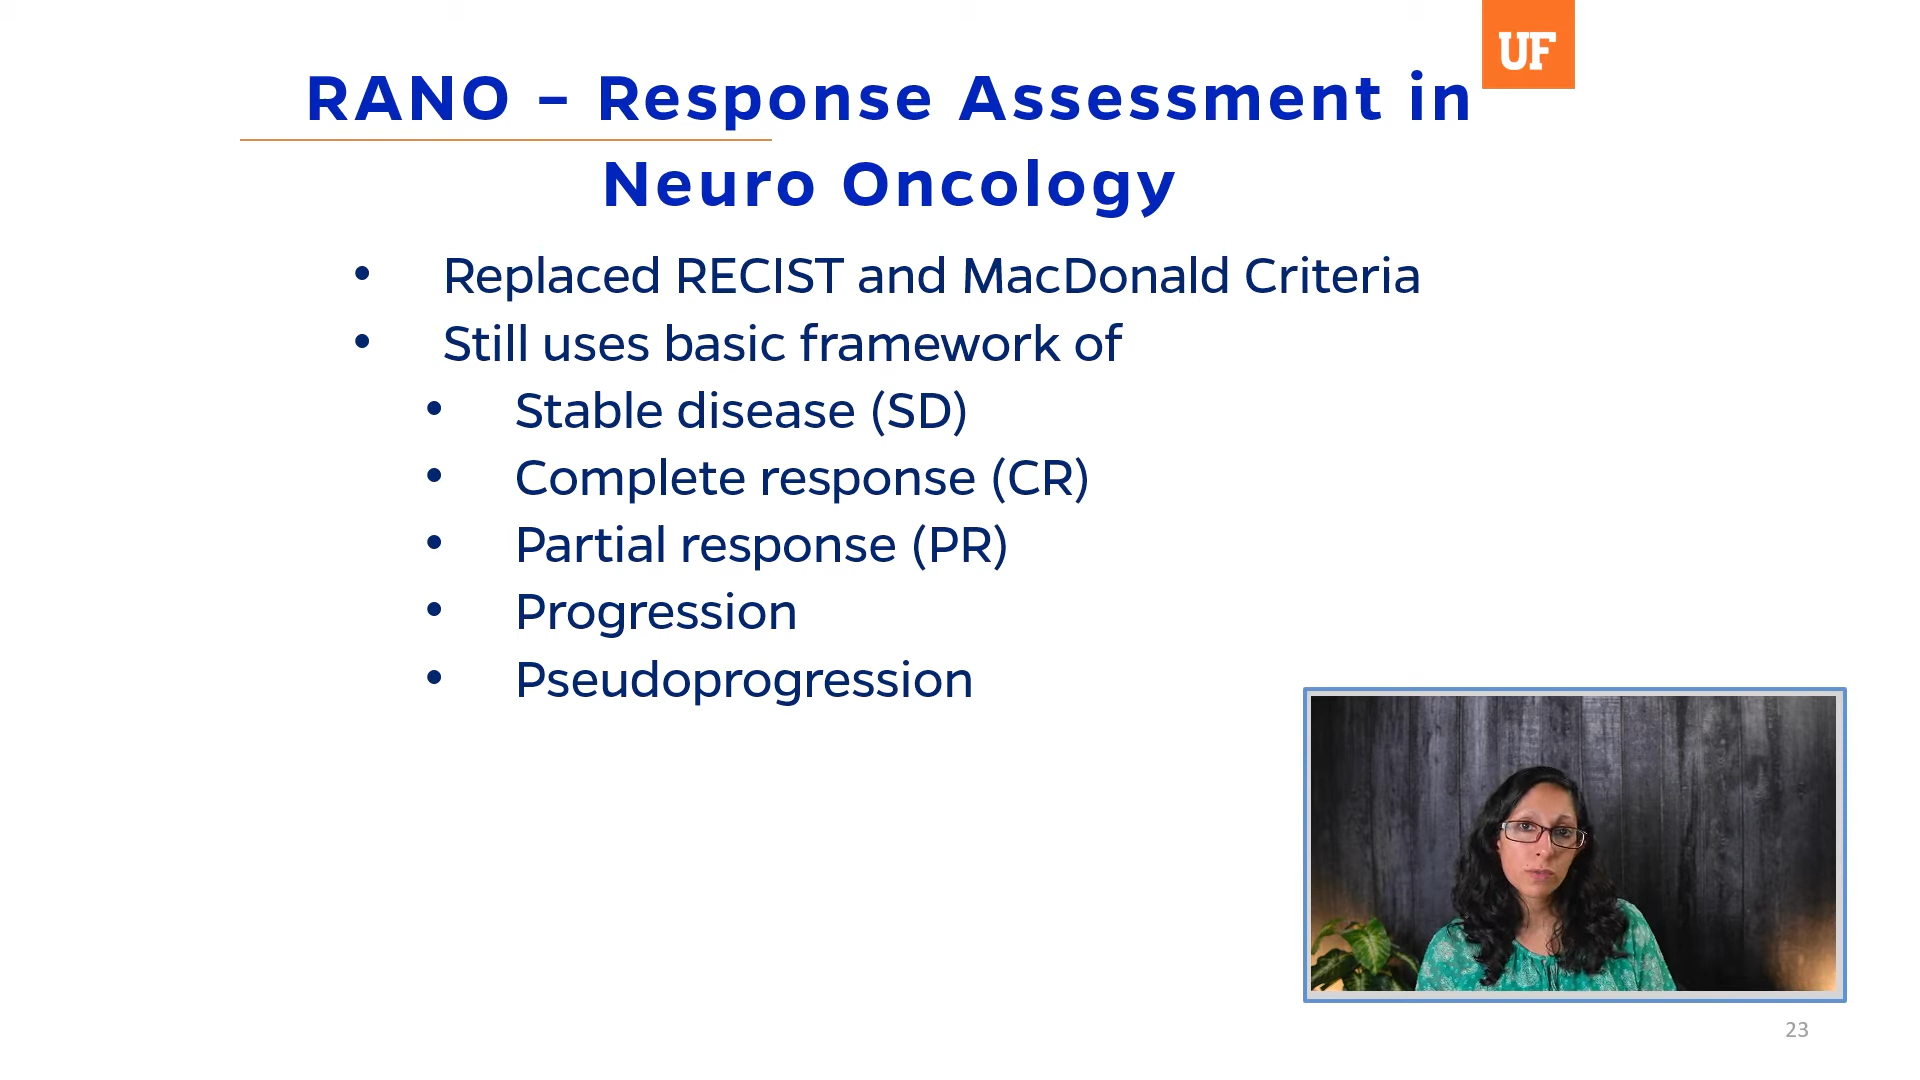 UF
RANO – Response Assessment in
Neuro Oncology
• Replaced RECIST and MacDonald Criteria
• Still uses basic framework of
• Stable disease (SD)
• Complete response (CR)
• Partial response (PR)
• Progression
• Pseudoprogression
23